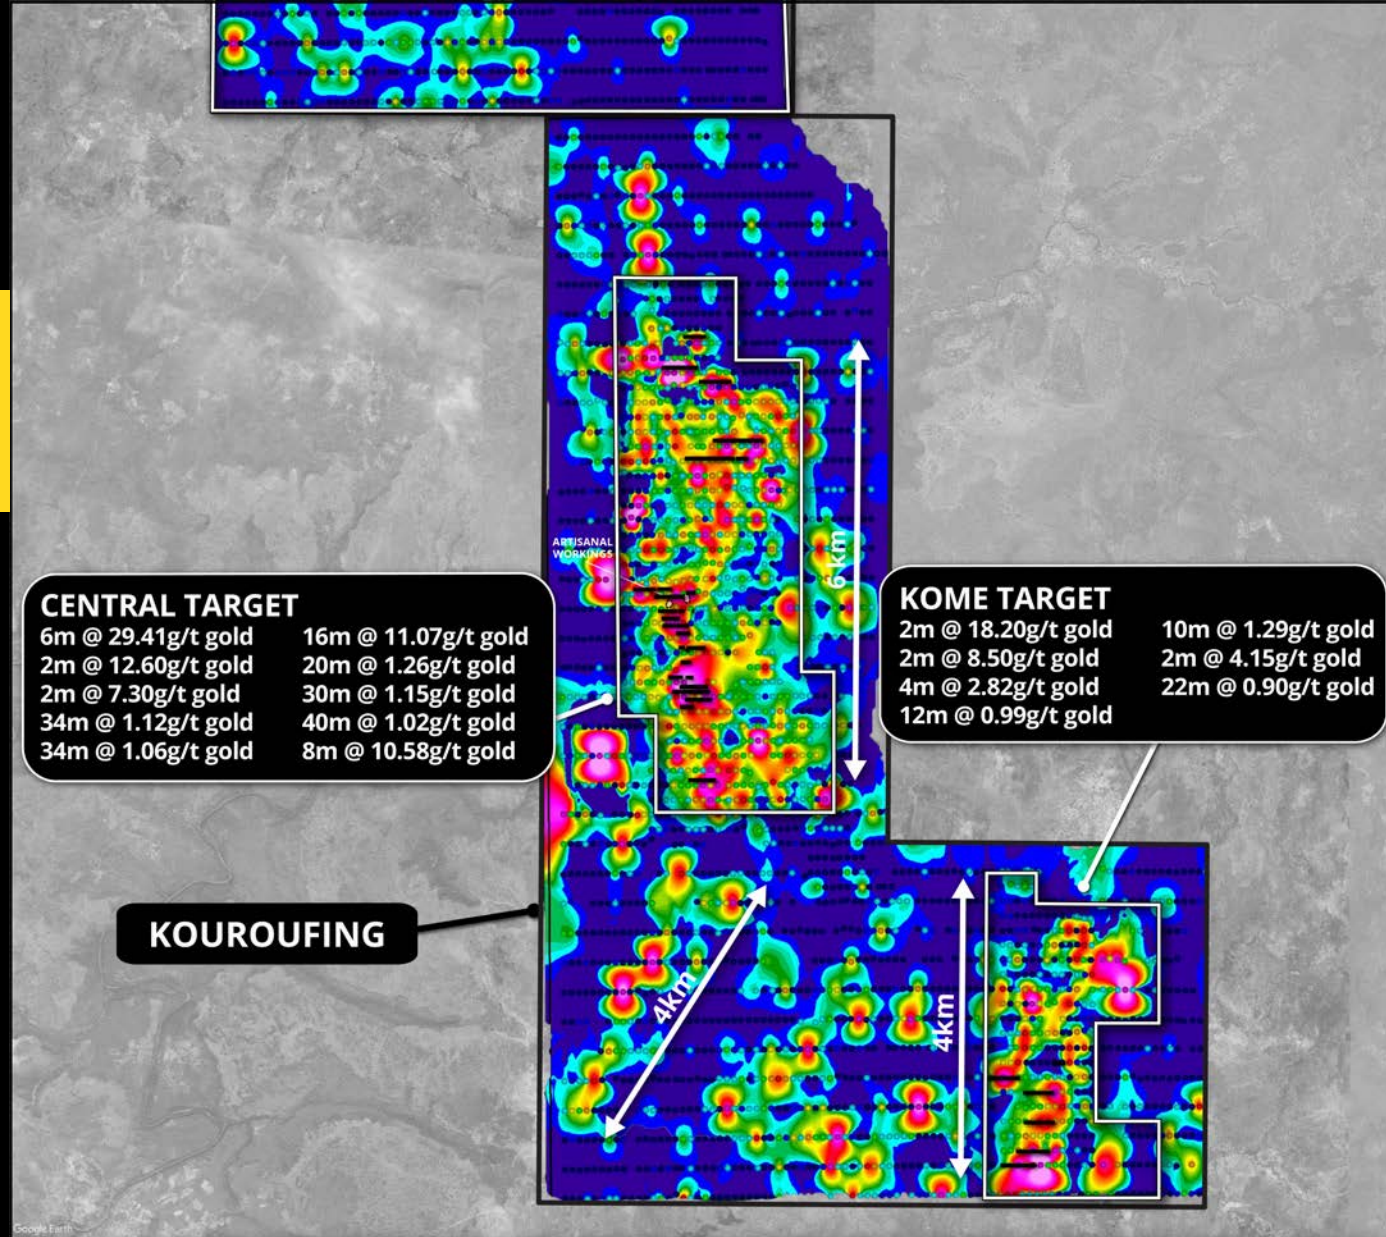 ARTISANAL
WORKINGS
6 km
CENTRAL TARGET
6m @ 29.41g/t gold
2m @ 12.60g/t gold
2m @ 7.30g/t gold
34m @ 1.12g/t gold
34m @ 1.06g/t gold
16m @ 11.07g/t gold
20m @ 1.26g/t gold
30m @ 1.15g/t gold
40m @ 1.02g/t gold
8m @ 10.58g/t gold
KOME TARGET
2m @ 18.20g/t gold
2m @ 8.50g/t gold
4m @ 2.82g/t gold
12m @ 0.99g/t gold
10m @ 1.29g/t gold
2m @ 4.15g/t gold
22m @ 0.90g/t gold
KOUROUFING
4km
4km
Google Earth